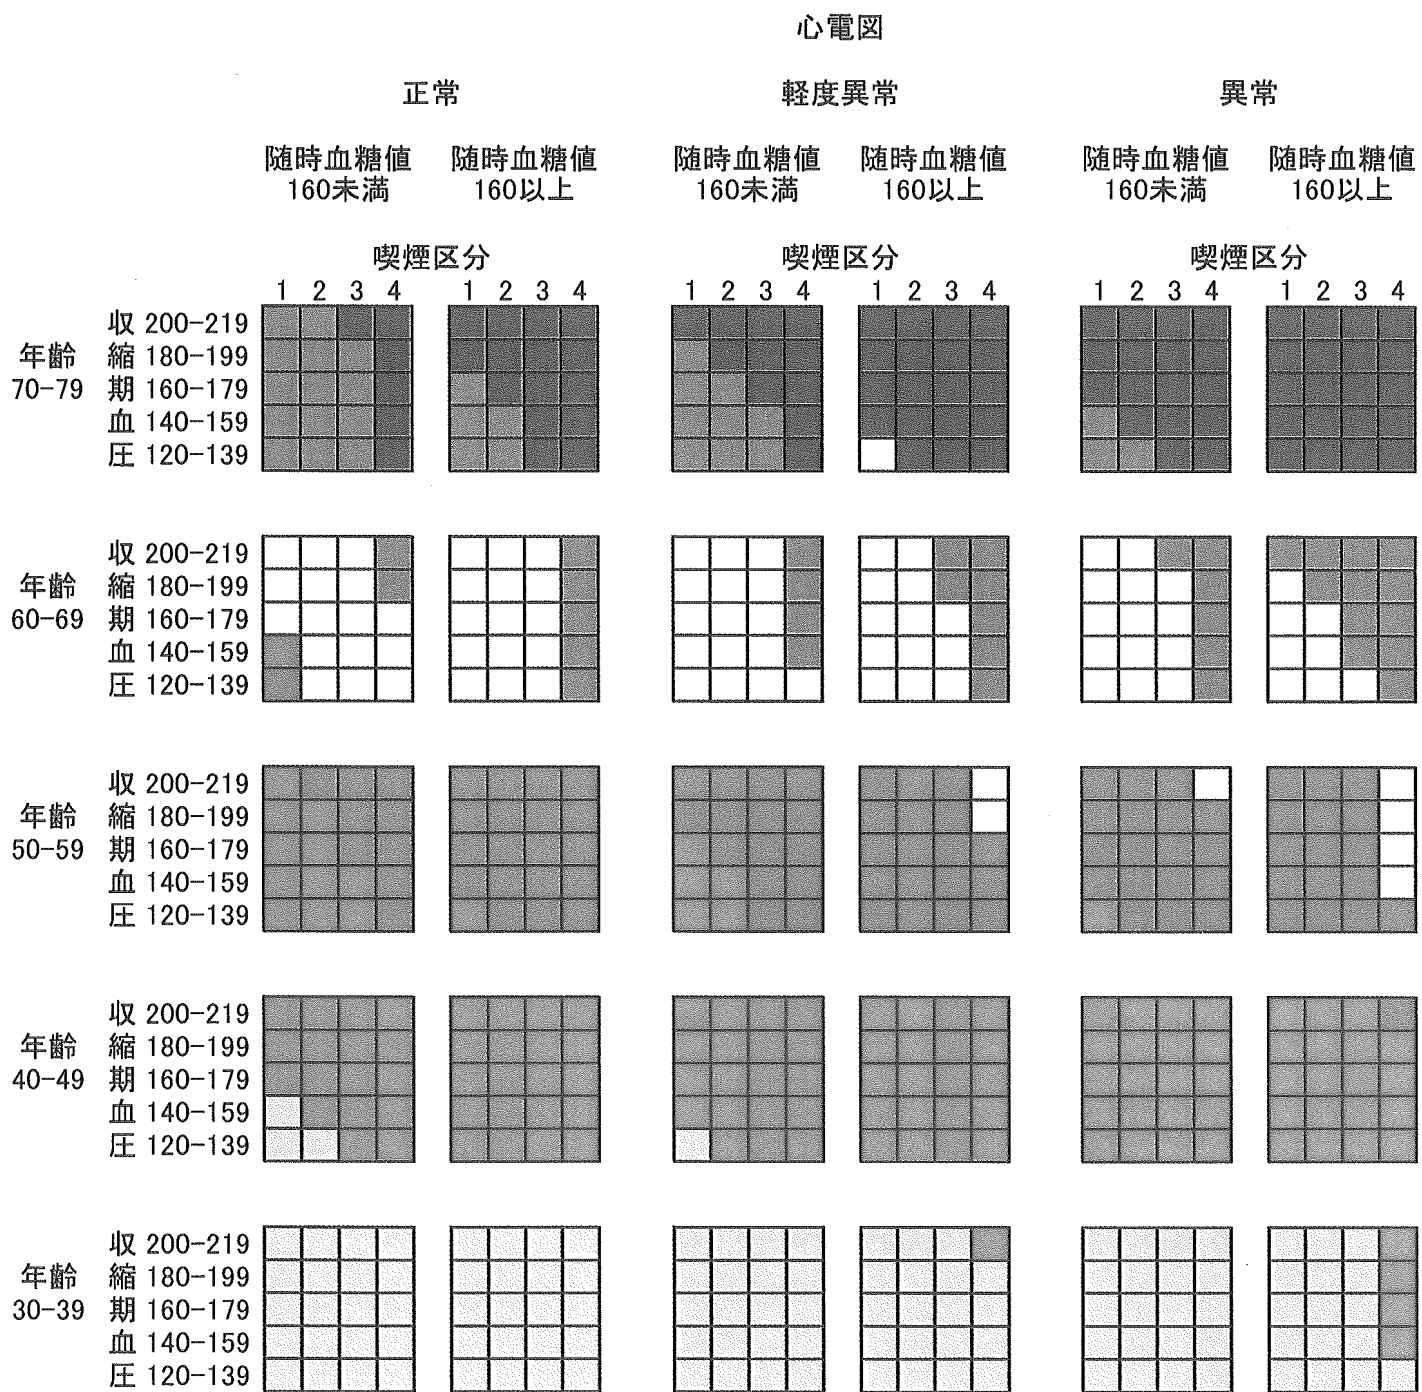 心電図
正常 軽度異常 異常
随時血糖値 随時血糖値 随時血糖値 随時血糖値 随時血糖値 随時血糖値
160未満 160以上 160未満 160以上 160未満 160以上
喫煙区分 喫煙区分 喫煙区分
1 2 3 4 1 2 3 4 1 2 3 4 1 2 3 4 1 2 3 4 1 2 3 4
収 200-219
年齢 縮 180-199
70-79 期 160-179
血 140-159
圧 120-139
収 200-219
年齢 縮 180-199
60-69 期 160-179
血 140-159
圧 120-139
収 200-219
年齢 縮 180-199
50-59 期 160-179
血 140-159
圧 120-139
収 200-219
年齢 縮 180-199
40-49 期 160-179
血 140-159
圧 120-139
収 200-219
年齢 縮 180-199
30-39 期 160-179
血 140-159
圧 120-139